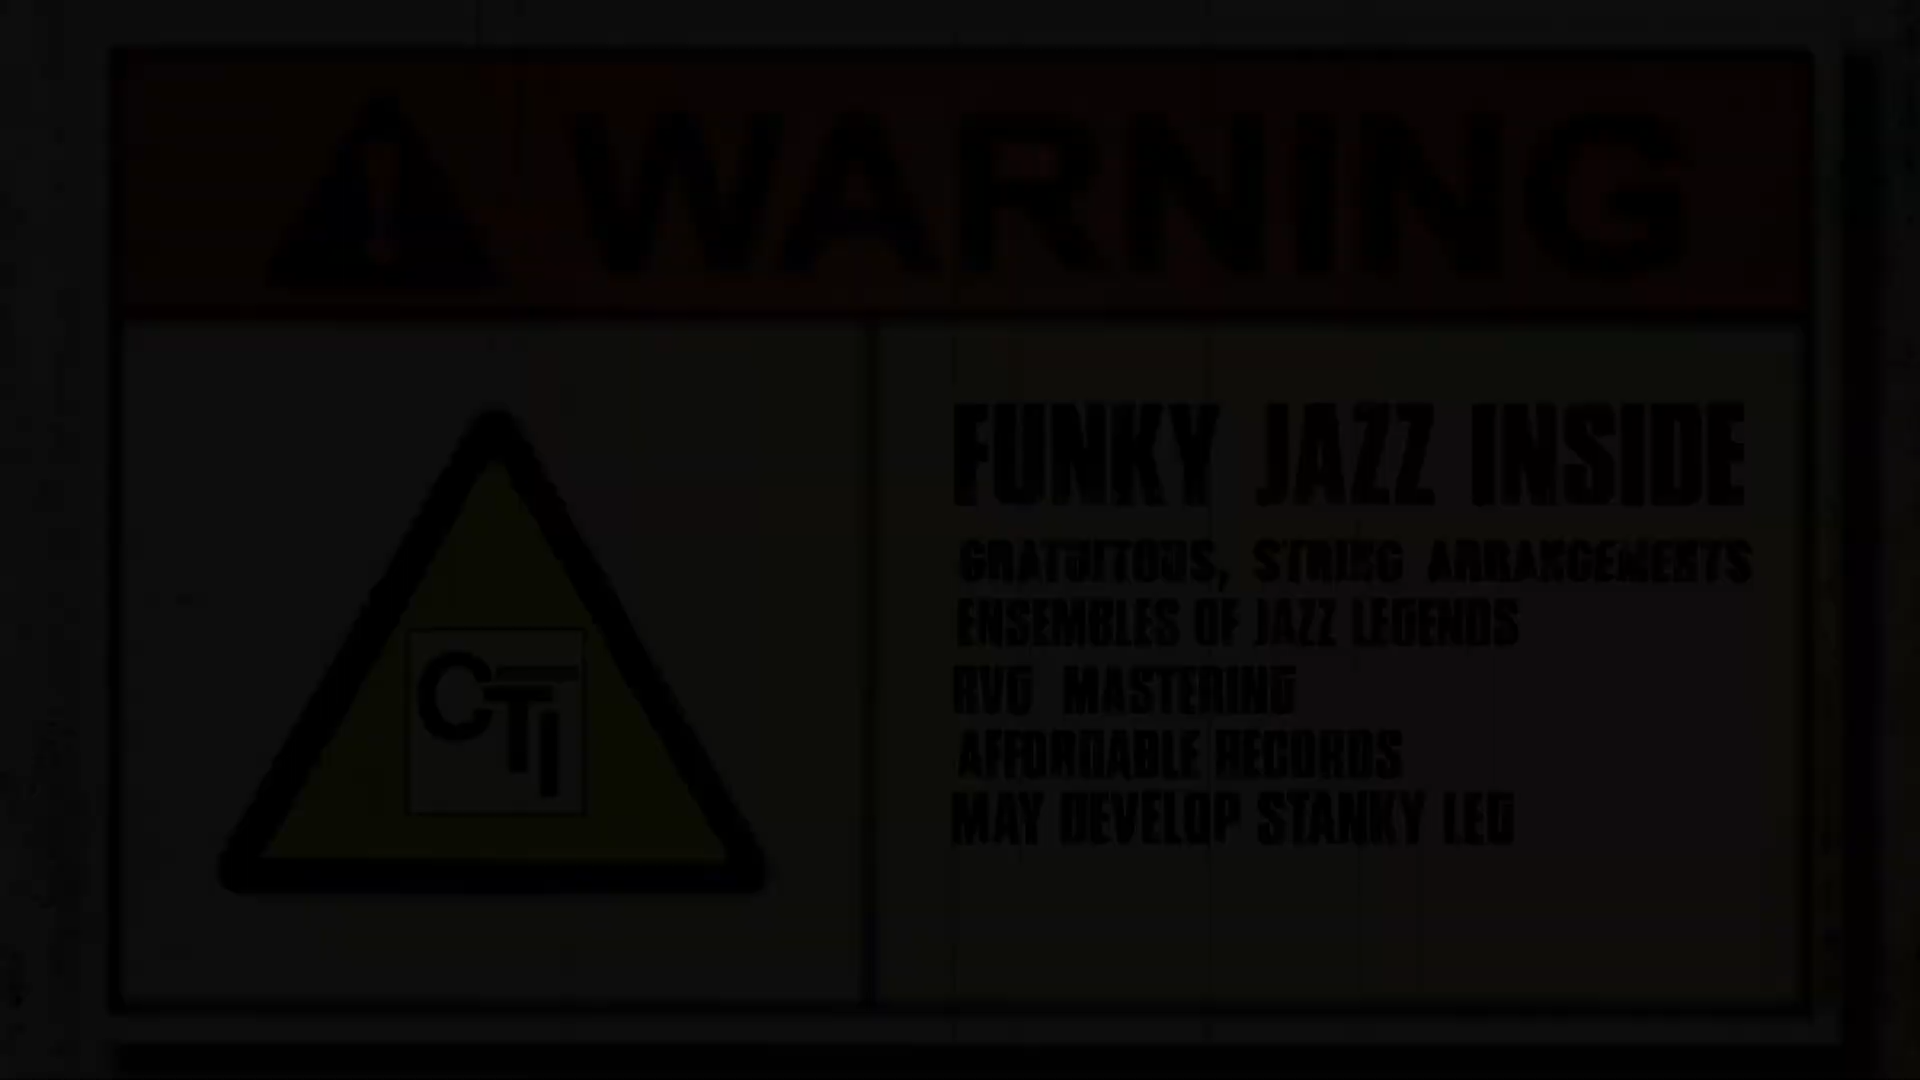 WARNING
FUNKY JAZZ INSIDE
GRATUITOUS, STRING ARRANGEMENTS
ENSEMBLES OF JAZZ LEGENDS
RVG MASTERING
AFFORDABLE RECORDS
MAY DEVELOP STANKY LEG
CTI